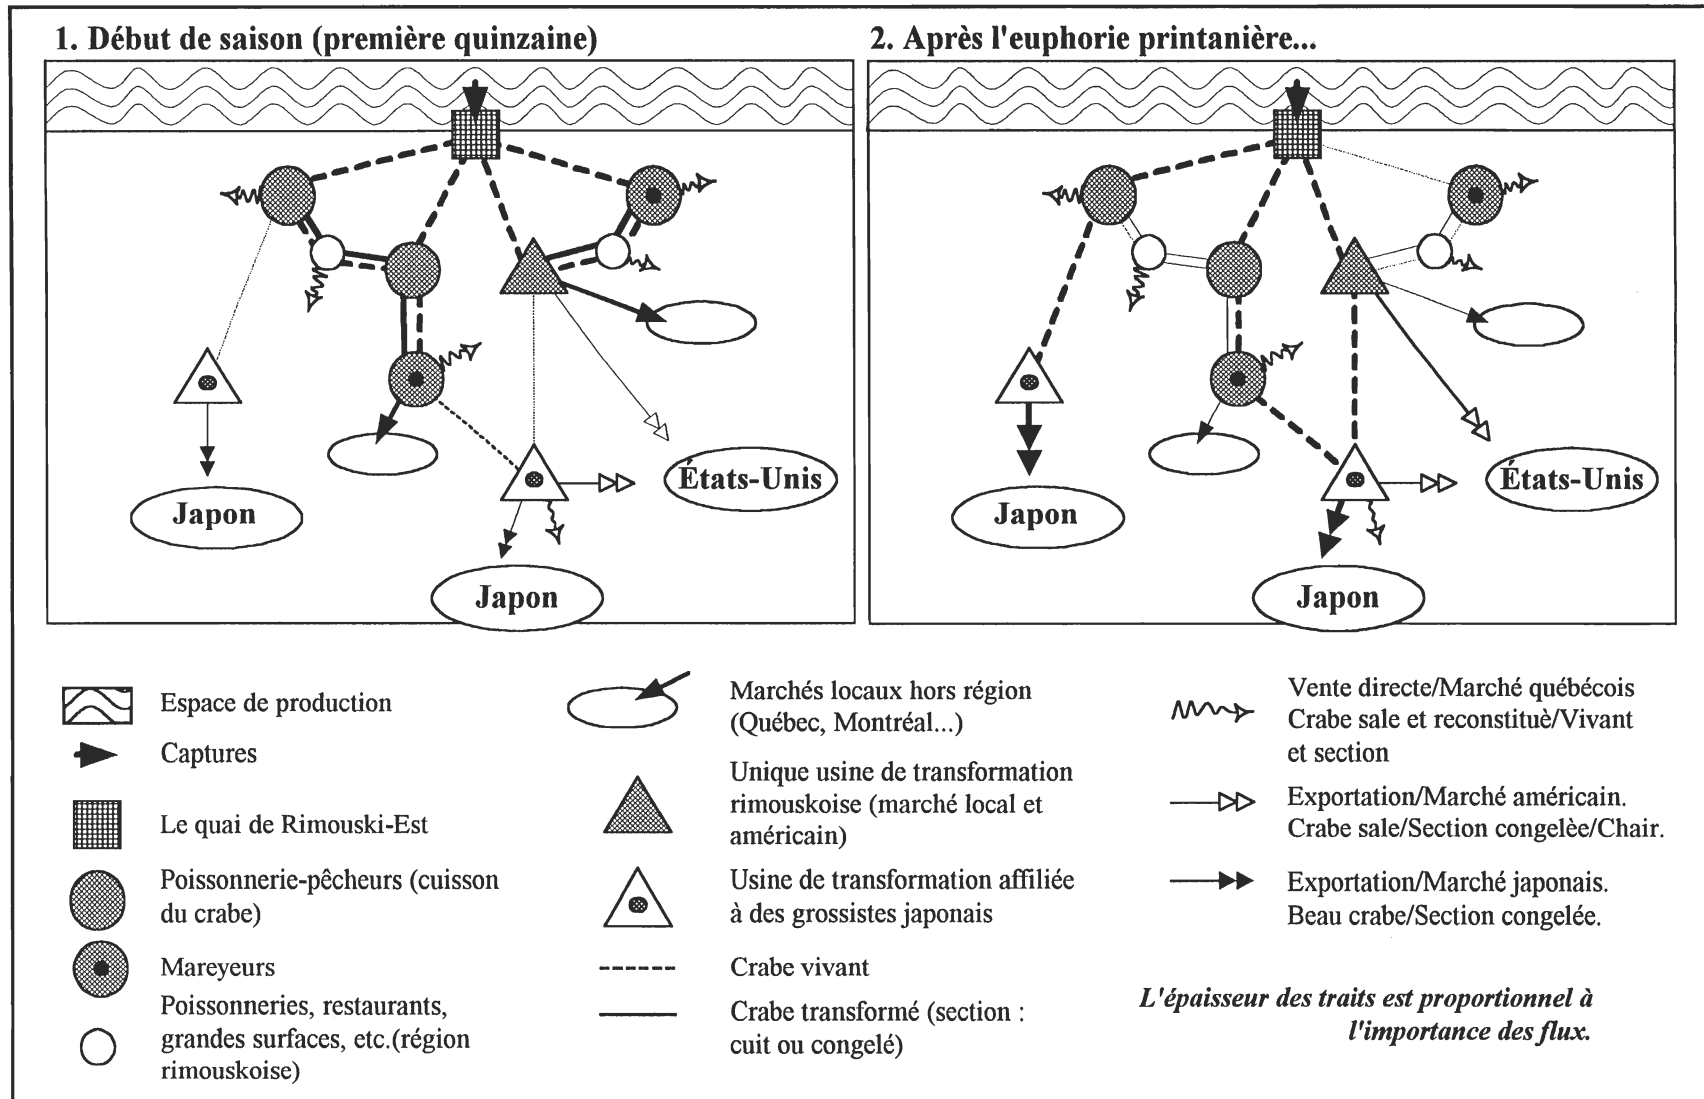 1. Début de saison (première quinzaine)
2. Après l'euphorie printanière...
Japon
Japon
États-Unis
Japon
Japon
États-Unis
Espace de production
Captures
Le quai de Rimouski-Est
Poissonnerie-pêcheurs (cuisson
du crabe)
Mareyeurs
Poissonneries, restaurants,
grandes surfaces, etc.(région
rimouskoise)
Marchés locaux hors région
(Québec, Montréal...)
Unique usine de transformation
rimouskoise (marché local et
américain)
Usine de transformation affiliée
à des grossistes japonais
Crabe vivant
Crabe transformé (section :
cuit ou congelé)
Vente directe/Marché québécois
Crabe sale et reconstituè/Vivant
et section
Exportation/Marché américain.
Crabe sale/Section congelèe/Chair.
Exportation/Marché japonais.
Beau crabe/Section congelée.
L'épaisseur des traits est proportionnel à
l'importance des flux.